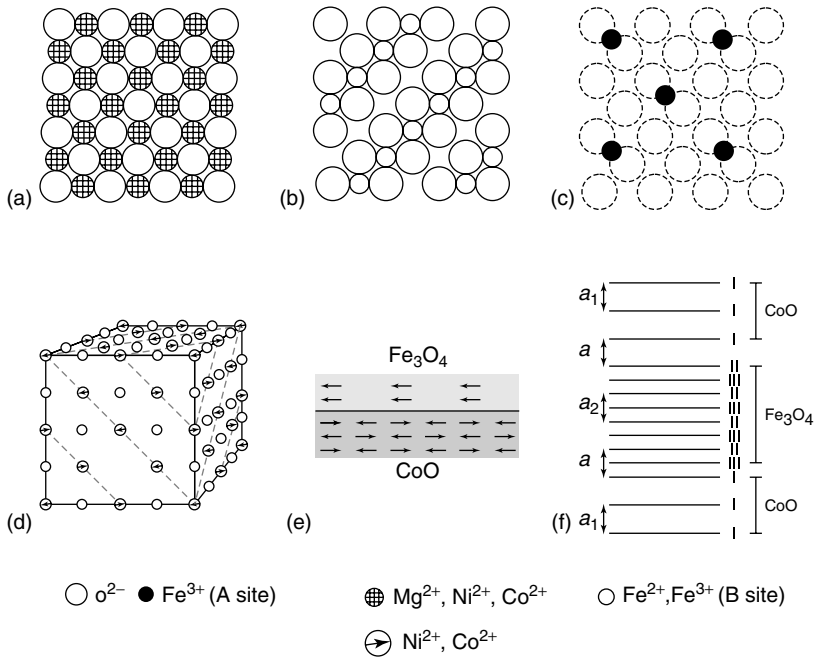 (a)
(b)
(c)
Fe₃O₄
CoO
(d)
(e)
a₁
a
a₂
a
a₁
CoO
Fe₃O₄
CoO
(f)
o²⁻
Fe³⁺ (A site)
Mg²⁺, Ni²⁺, Co²⁺
Fe²⁺,Fe³⁺ (B site)
Ni²⁺, Co²⁺